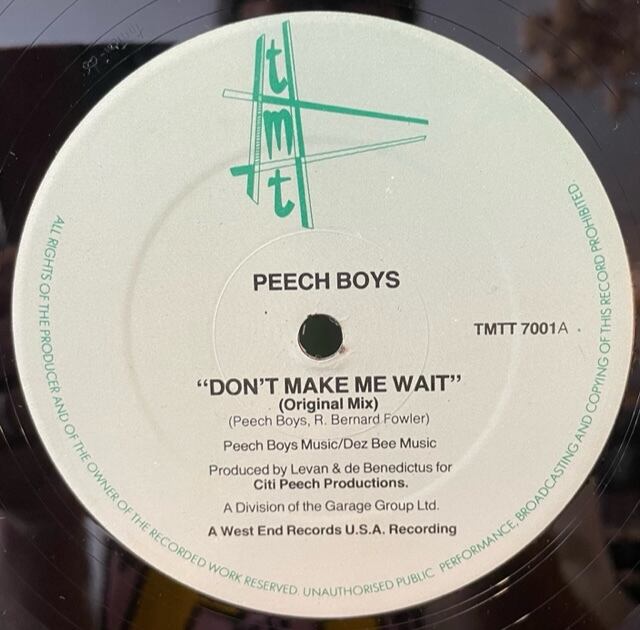 tmt
PEECH BOYS
TMTT 7001A
“DON'T MAKE ME WAIT”
(Original Mix)
(Peech Boys, R. Bernard Fowler)
Peech Boys Music/Dez Bee Music
Produced by Levan & de Benedictus for
Citi Peech Productions.
A Division of the Garage Group Ltd.
A West End Records U.S.A. Recording
ALL RIGHTS OF THE PRODUCER AND OF THE OWNER OF THE RECORDED WORK RESERVED. UNAUTHORISED PUBLIC PERFORMANCE, BROADCASTING AND COPYING OF THIS RECORD PROHIBITED.